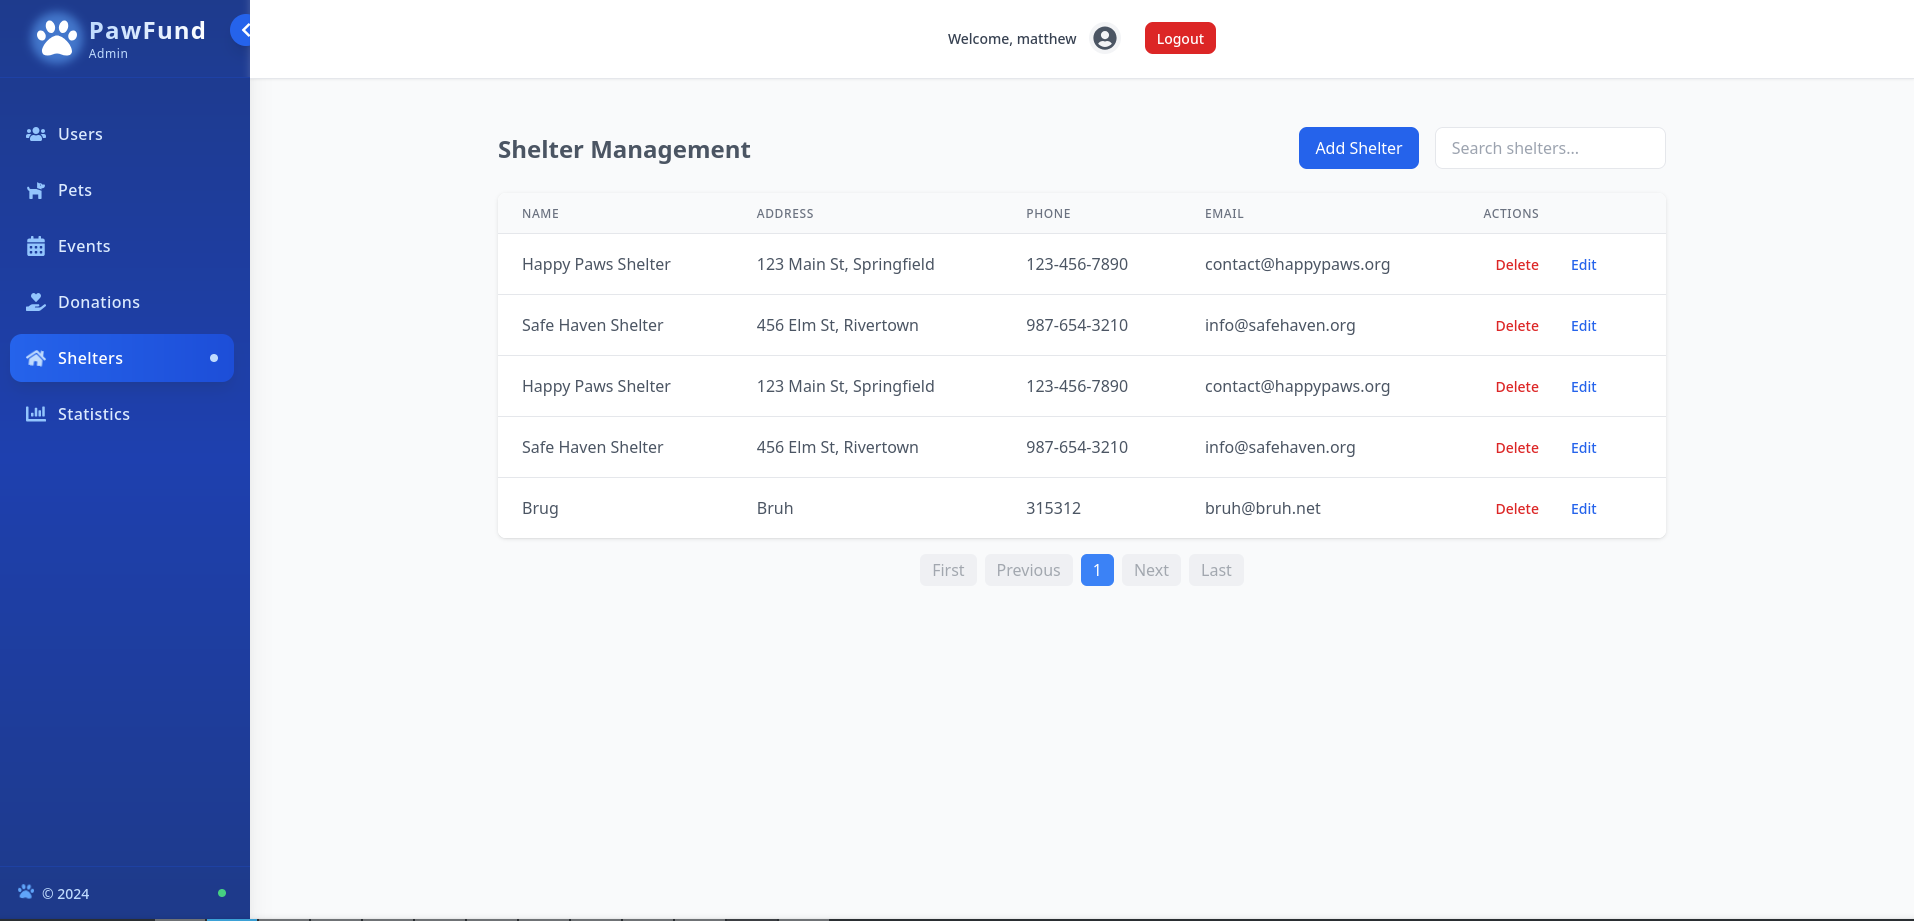 PawFund
Admin
Welcome, matthew
Logout
Users
Pets
Events
Donations
Shelters
Statistics
© 2024
Shelter Management
Add Shelter
Search shelters...
NAME ADDRESS PHONE EMAIL ACTIONS
Happy Paws Shelter 123 Main St, Springfield 123-456-7890 contact@happypaws.org Delete Edit
Safe Haven Shelter 456 Elm St, Rivertown 987-654-3210 info@safehaven.org Delete Edit
Happy Paws Shelter 123 Main St, Springfield 123-456-7890 contact@happypaws.org Delete Edit
Safe Haven Shelter 456 Elm St, Rivertown 987-654-3210 info@safehaven.org Delete Edit
Brug Bruh 315312 bruh@bruh.net Delete Edit
First Previous 1 Next Last